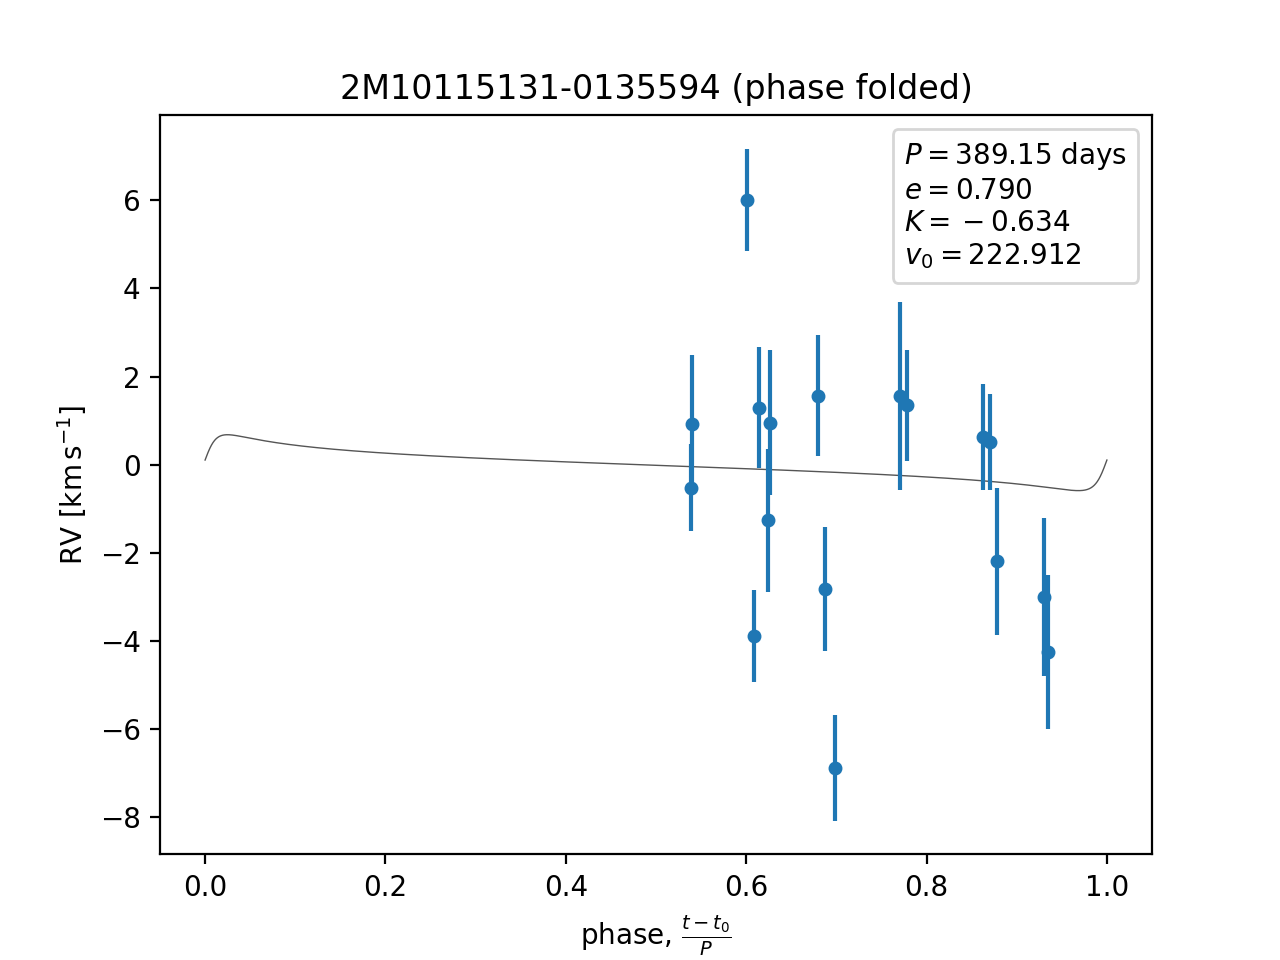 2M10115131-0135594 (phase folded)
P = 389.15 days
e = 0.790
K = −0.634
v₀ = 222.912
RV [km s⁻¹]
6
4
2
0
−2
−4
−6
−8
0.0 0.2 0.4 0.6 0.8 1.0
phase, (t − t₀)/P